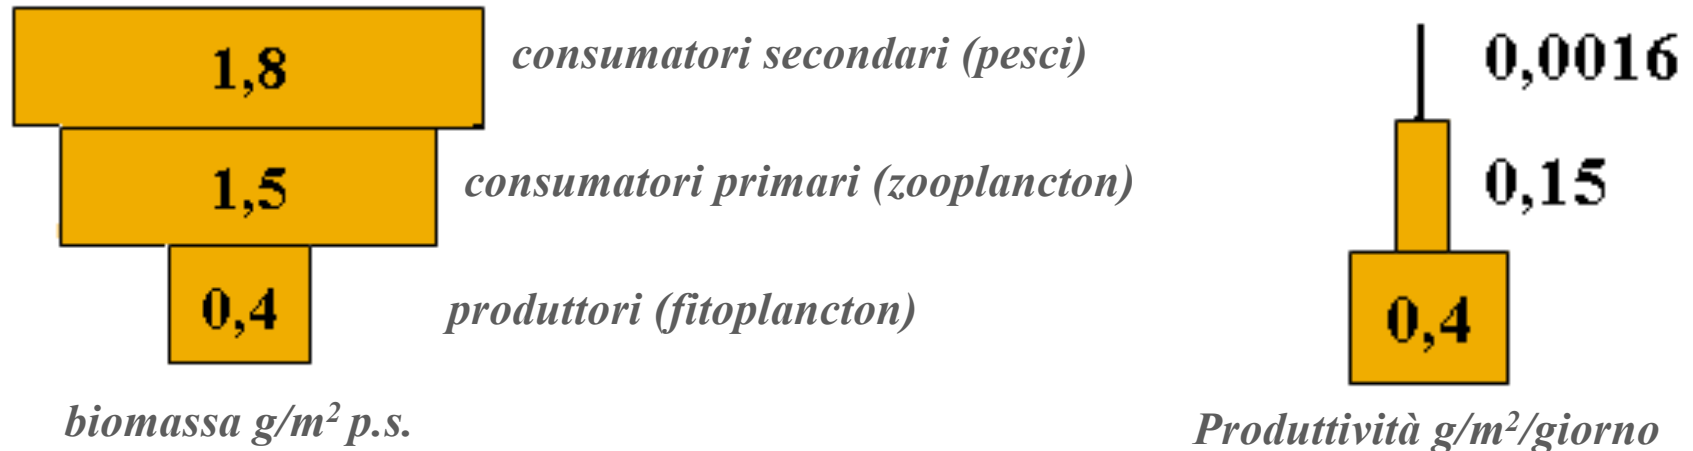 1,8
consumatori secondari (pesci)
1,5
consumatori primari (zooplancton)
0,4
produttori (fitoplancton)
biomassa g/m² p.s.
0,0016
0,15
0,4
Produttività g/m²/giorno